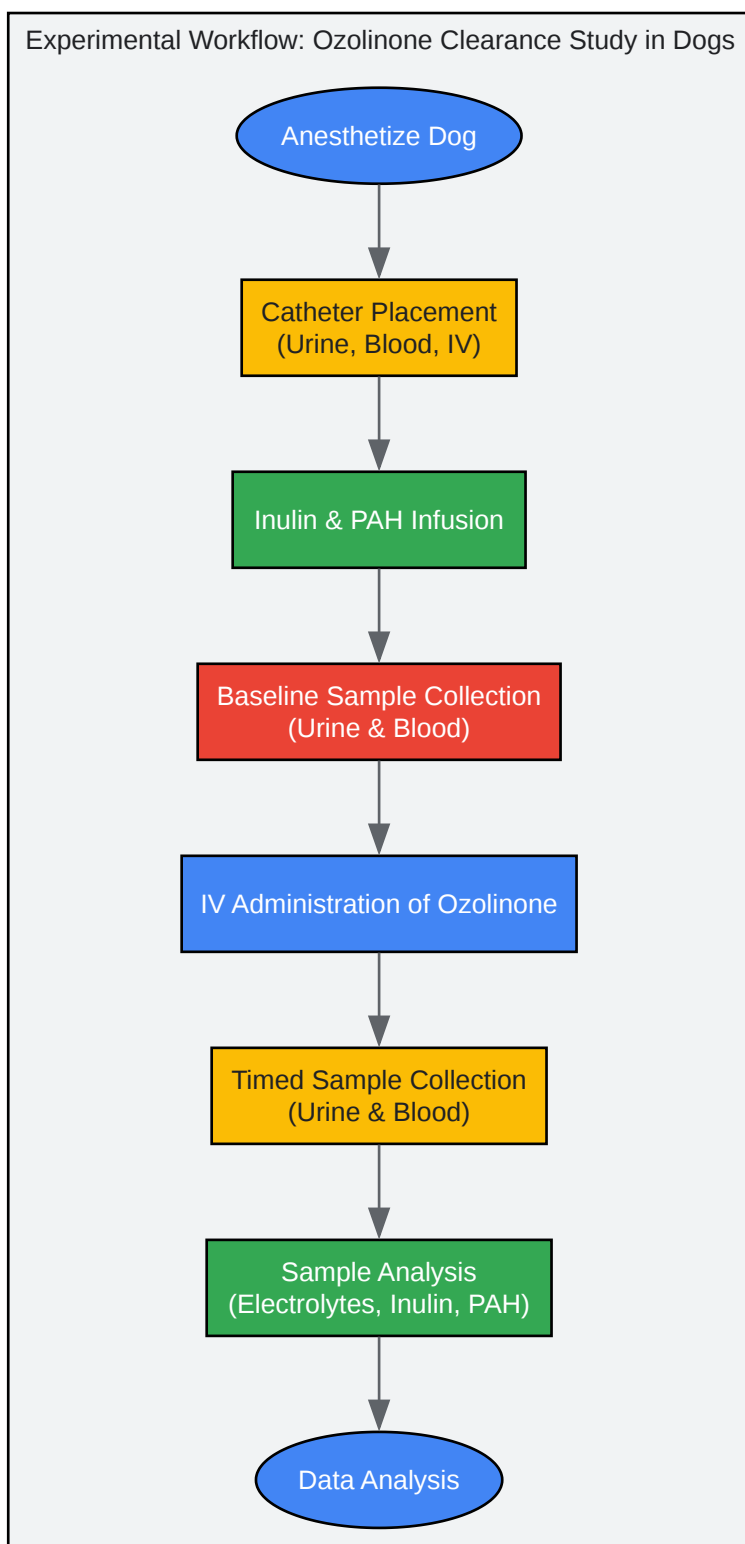 Experimental Workflow: Ozolinone Clearance Study in Dogs
Anesthetize Dog
Catheter Placement
(Urine, Blood, IV)
Inulin & PAH Infusion
Baseline Sample Collection
(Urine & Blood)
IV Administration of Ozolinone
Timed Sample Collection
(Urine & Blood)
Sample Analysis
(Electrolytes, Inulin, PAH)
Data Analysis